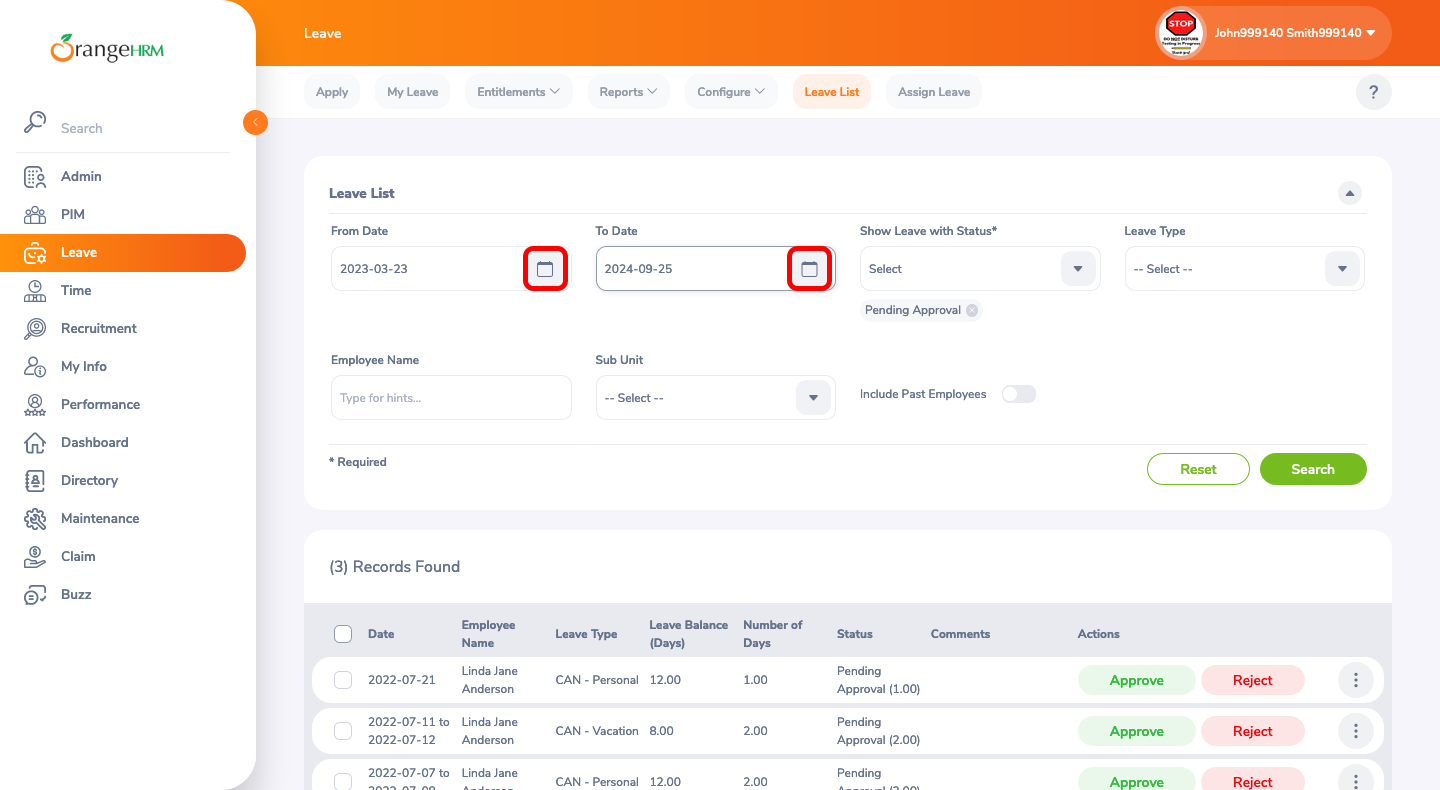 OrangeHRM
Search
Admin
PIM
Leave
Time
Recruitment
My Info
Performance
Dashboard
Directory
Maintenance
Claim
Buzz
Leave
STOP
DO NOT DISTURB
Testing in Progress
John999140 Smith999140
Apply
My Leave
Entitlements
Reports
Configure
Leave List
Assign Leave
?
Leave List
From Date
To Date
Show Leave with Status*
Leave Type
2023-03-23
2024-09-25
Select
-- Select --
Pending Approval
Employee Name
Sub Unit
Type for hints...
-- Select --
Include Past Employees
* Required
Reset
Search
(3) Records Found
Date
Employee
Name
Leave Type
Leave Balance
(Days)
Number of
Days
Status
Comments
Actions
2022-07-21
Linda Jane
Anderson
CAN - Personal
12.00
1.00
Pending
Approval (1.00)
Approve
Reject
2022-07-11 to
2022-07-12
Linda Jane
Anderson
CAN - Vacation
8.00
2.00
Pending
Approval (2.00)
Approve
Reject
2022-07-07 to
2022-07-08
Linda Jane
Anderson
CAN - Personal
12.00
2.00
Pending
Approval (2.00)
Approve
Reject